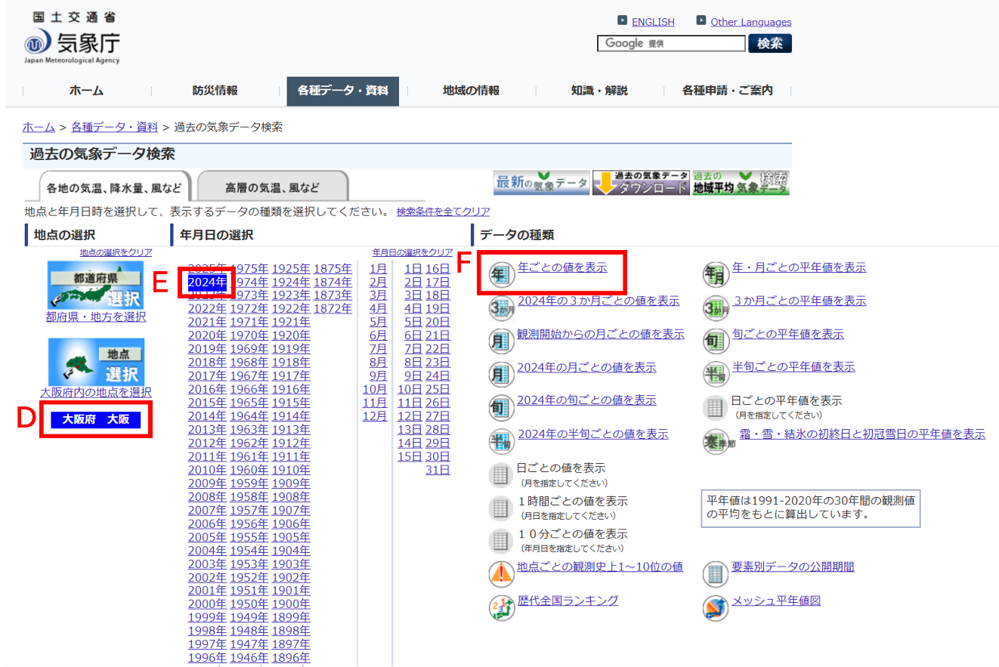 国土交通省
気象庁
Japan Meteorological Agency
ENGLISH Other Languages
Google 提供 検索
ホーム 防災情報 各種データ・資料 地域の情報 知識・解説 各種申請・ご案内
ホーム > 各種データ・資料 > 過去の気象データ検索
過去の気象データ検索
各地の気温、降水量、風など 高層の気温、風など
最新の気象データ
過去の気象データ
ダウンロード
過去の 検索
地域平均気象データ
地点と年月日時を選択して、表示するデータの種類を選択してください。 検索条件を全てクリア
地点の選択
地点の選択をクリア
都道府県
選択
都府県・地方を選択
地点
選択
大阪府内の地点を選択
D
大阪府 大阪
年月日の選択
年月日の選択をクリア
E
2025年 1975年 1925年 1875年
2024年 1974年 1924年 1874年
2023年 1973年 1923年 1873年
2022年 1972年 1922年 1872年
2021年 1971年 1921年
2020年 1970年 1920年
2019年 1969年 1919年
2018年 1968年 1918年
2017年 1967年 1917年
2016年 1966年 1916年
2015年 1965年 1915年
2014年 1964年 1914年
2013年 1963年 1913年
2012年 1962年 1912年
2011年 1961年 1911年
2010年 1960年 1910年
2009年 1959年 1909年
2008年 1958年 1908年
2007年 1957年 1907年
2006年 1956年 1906年
2005年 1955年 1905年
2004年 1954年 1904年
2003年 1953年 1903年
2002年 1952年 1902年
2001年 1951年 1901年
2000年 1950年 1900年
1999年 1949年 1899年
1998年 1948年 1898年
1997年 1947年 1897年
1996年 1946年 1896年
1月
2月
3月
4月
5月
6月
7月
8月
9月
10月
11月
12月
1日 16日
2日 17日
3日 18日
4日 19日
5日 20日
6日 21日
7日 22日
8日 23日
9日 24日
10日 25日
11日 26日
12日 27日
13日 28日
14日 29日
15日 30日
31日
データの種類
F
年 年ごとの値を表示
3か月 2024年の3か月ごとの値を表示
月 観測開始からの月ごとの値を表示
月 2024年の月ごとの値を表示
旬 2024年の旬ごとの値を表示
半旬 2024年の半旬ごとの値を表示
日ごとの値を表示
(月を指定してください)
1時間ごとの値を表示
(月日を指定してください)
10分ごとの値を表示
(年月日を指定してください)
地点ごとの観測史上1~10位の値
歴代全国ランキング
年月 年・月ごとの平年値を表示
3か月 3か月ごとの平年値を表示
旬 旬ごとの平年値を表示
半旬 半旬ごとの平年値を表示
日ごとの平年値を表示
(月を指定してください)
寒季節 霜・雪・結氷の初終日と初冠雪日の平年値を表示
平年値は1991-2020年の30年間の観測値
の平均をもとに算出しています。
要素別データの公開期間
メッシュ平年値図